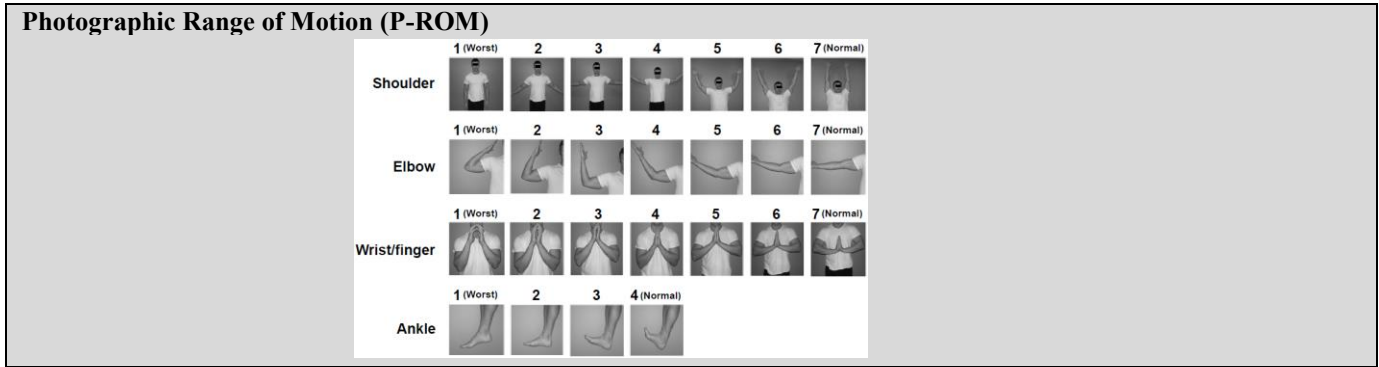 Photographic Range of Motion (P-ROM)
1 (Worst) 2 3 4 5 6 7 (Normal)
Shoulder
1 (Worst) 2 3 4 5 6 7 (Normal)
Elbow
1 (Worst) 2 3 4 5 6 7 (Normal)
Wrist/finger
1 (Worst) 2 3 4 (Normal)
Ankle